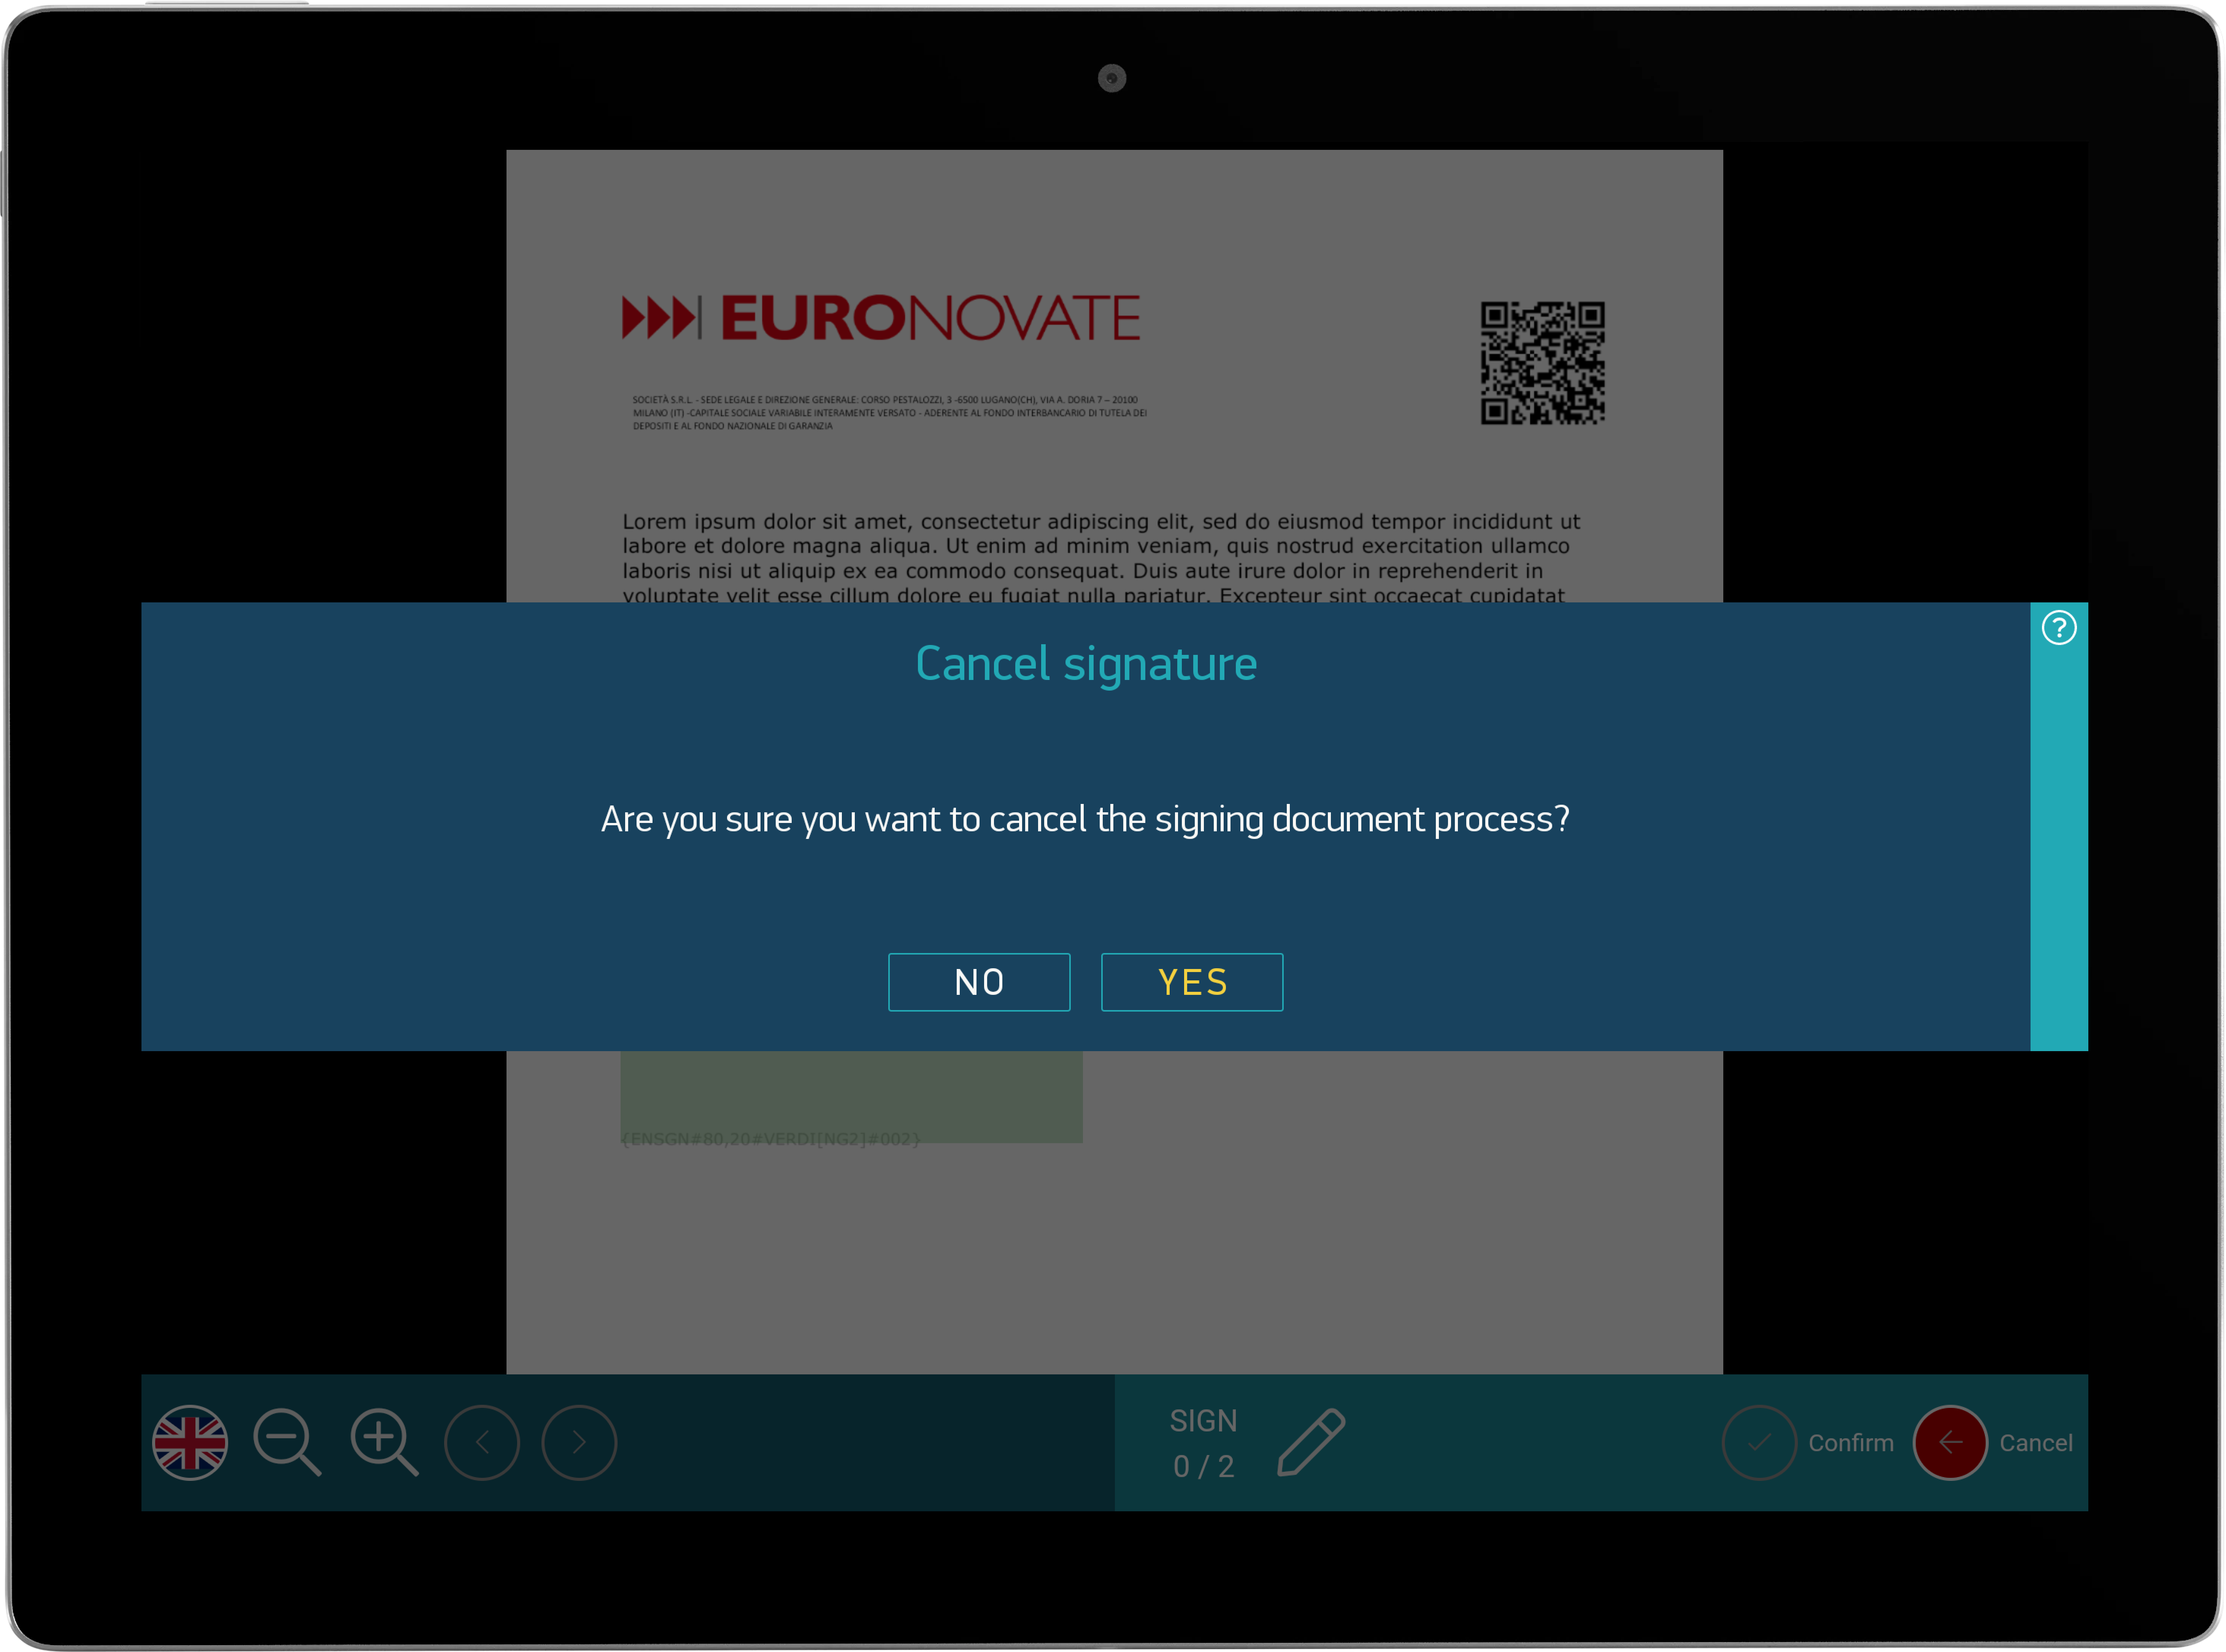 EURONOVATE
SOCIETÀ S.R.L. - SEDE LEGALE E DIREZIONE GENERALE: CORSO PESTALOZZI, 3 -6500 LUGANO(CH), VIA A. DORIA 7 – 20100
MILANO (IT) -CAPITALE SOCIALE VARIABILE INTERAMENTE VERSATO - ADERENTE AL FONDO INTERBANCARIO DI TUTELA DEI
DEPOSITI E AL FONDO NAZIONALE DI GARANZIA
Lorem ipsum dolor sit amet, consectetur adipiscing elit, sed do eiusmod tempor incididunt ut
labore et dolore magna aliqua. Ut enim ad minim veniam, quis nostrud exercitation ullamco
laboris nisi ut aliquip ex ea commodo consequat. Duis aute irure dolor in reprehenderit in
voluptate velit esse cillum dolore eu fugiat nulla pariatur. Excepteur sint occaecat cupidatat
?
Cancel signature
Are you sure you want to cancel the signing document process?
NO YES
{ENSGN#80,20#VERDI[NG2]#002}
SIGN
0 / 2
Confirm
Cancel